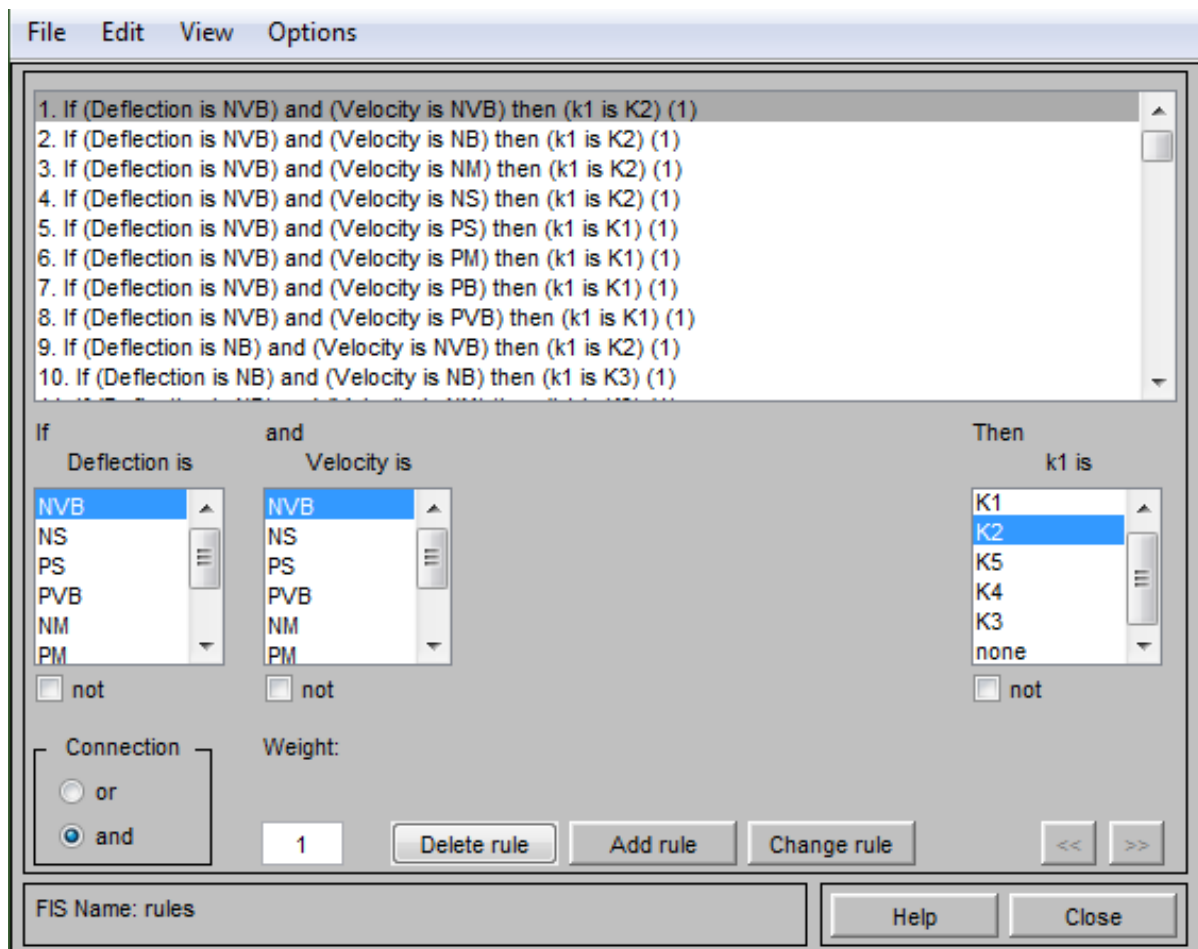 File Edit View Options
1. If (Deflection is NVB) and (Velocity is NVB) then (k1 is K2) (1)
2. If (Deflection is NVB) and (Velocity is NB) then (k1 is K2) (1)
3. If (Deflection is NVB) and (Velocity is NM) then (k1 is K2) (1)
4. If (Deflection is NVB) and (Velocity is NS) then (k1 is K2) (1)
5. If (Deflection is NVB) and (Velocity is PS) then (k1 is K1) (1)
6. If (Deflection is NVB) and (Velocity is PM) then (k1 is K1) (1)
7. If (Deflection is NVB) and (Velocity is PB) then (k1 is K1) (1)
8. If (Deflection is NVB) and (Velocity is PVB) then (k1 is K1) (1)
9. If (Deflection is NB) and (Velocity is NVB) then (k1 is K2) (1)
10. If (Deflection is NB) and (Velocity is NB) then (k1 is K3) (1)
If and Then
Deflection is Velocity is k1 is
NVB NVB K1
NS NS K2
PS PS K5
PVB PVB K4
NM NM K3
PM PM none
not not not
Connection Weight:
or
and 1 Delete rule Add rule Change rule << >>
FIS Name: rules Help Close